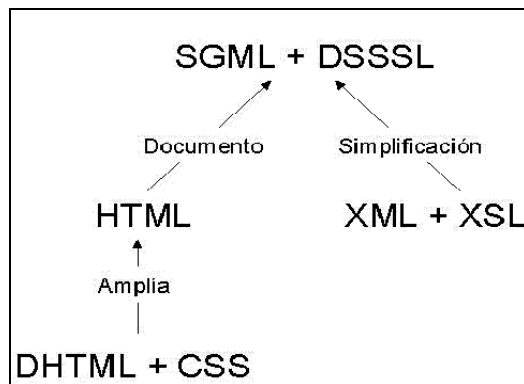 SGML + DSSSL
Documento Simplificación
HTML XML + XSL
Amplia
DHTML + CSS